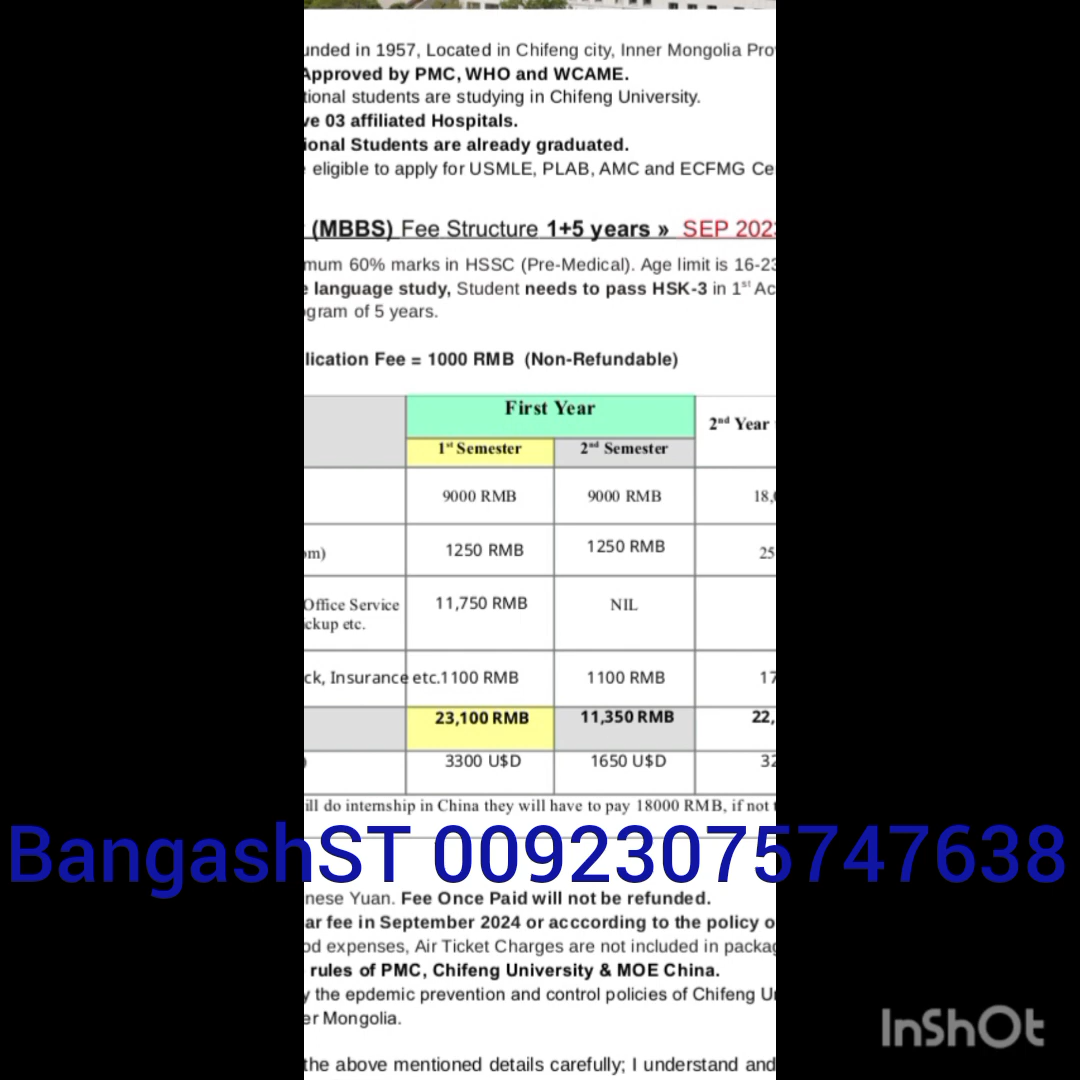 unded in 1957, Located in Chifeng city, Inner Mongolia Pro
Approved by PMC, WHO and WCAME.
tional students are studying in Chifeng University.
ve 03 affiliated Hospitals.
ional Students are already graduated.
eligible to apply for USMLE, PLAB, AMC and ECFMG Ce
(MBBS) Fee Structure 1+5 years » SEP 202
mum 60% marks in HSSC (Pre-Medical). Age limit is 16-23
e language study, Student needs to pass HSK-3 in 1st Ac
gram of 5 years.
lication Fee = 1000 RMB (Non-Refundable)
First Year
2nd Year
1st Semester 2nd Semester
9000 RMB 9000 RMB 18,
om) 1250 RMB 1250 RMB 25
Office Service 11,750 RMB NIL
ckup etc.
ck, Insurance etc.1100 RMB 1100 RMB 17
23,100 RMB 11,350 RMB 22,
) 3300 U$D 1650 U$D 32
ill do internship in China they will have to pay 18000 RMB, if not t
BangashST 00923075747638
nese Yuan. Fee Once Paid will not be refunded.
ar fee in September 2024 or acccording to the policy o
od expenses, Air Ticket Charges are not included in packag
rules of PMC, Chifeng University & MOE China.
y the epdemic prevention and control policies of Chifeng U
er Mongolia.
the above mentioned details carefully; I understand and
InShOt